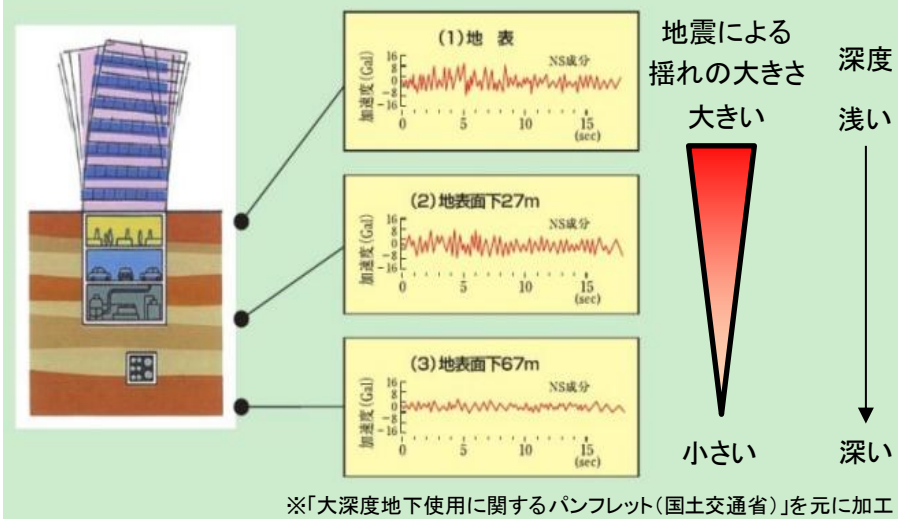 (1)地 表
NS成分
加速度(Gal)
16
8
0
-8
-16
0
5
10
15
(sec)
(2)地表面下27m
NS成分
加速度(Gal)
16
8
0
-8
-16
0
5
10
15
(sec)
(3)地表面下67m
NS成分
加速度(Gal)
16
8
0
-8
-16
0
5
10
15
(sec)
地震による
揺れの大きさ
大きい
小さい
深度
浅い
深い
※「大深度地下使用に関するパンフレット(国土交通省)」を元に加工